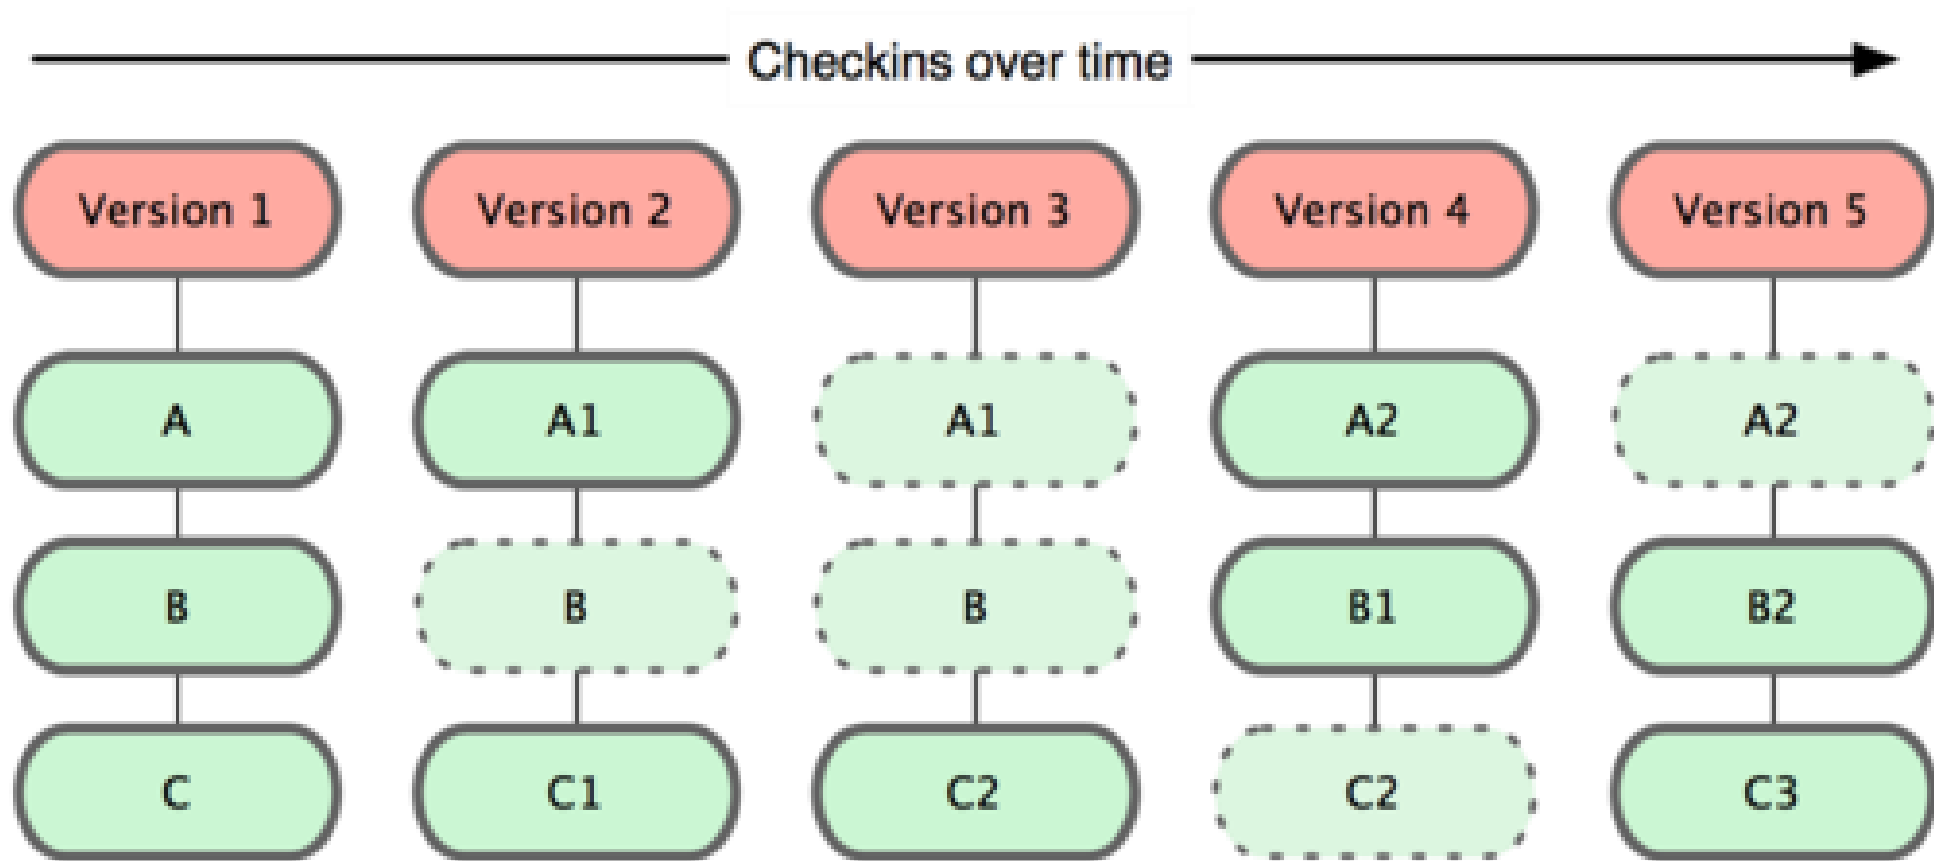 Checkins over time
Version 1 Version 2 Version 3 Version 4 Version 5
A A1 A1 A2 A2
B B B B1 B2
C C1 C2 C2 C3